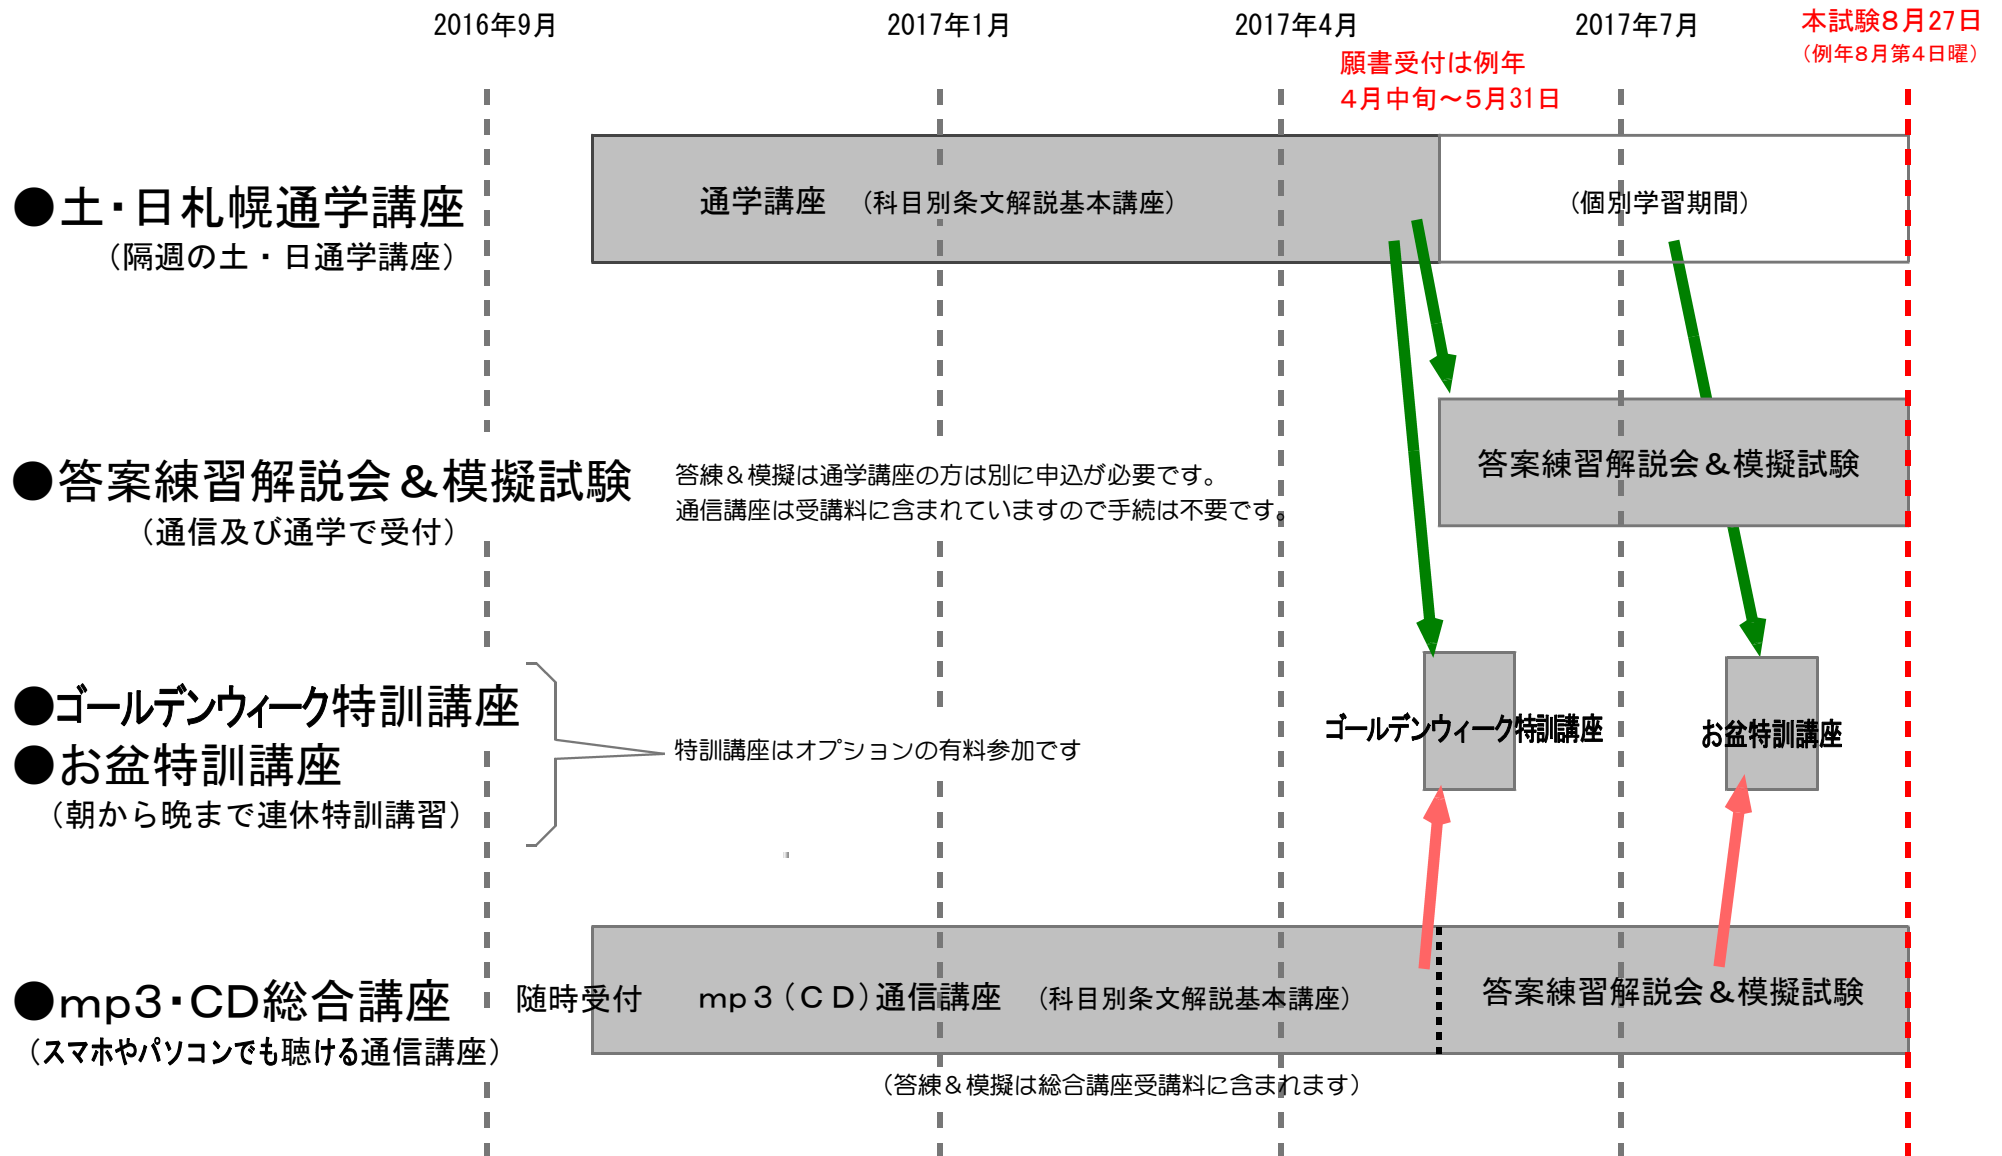 2016年9月
2017年1月
2017年4月
2017年7月
本試験8月27日
（例年8月第4日曜）
願書受付は例年
4月中旬～5月31日
●土・日札幌通学講座
（隔週の土・日通学講座）
通学講座　（科目別条文解説基本講座）
（個別学習期間）
●答案練習解説会＆模擬試験
（通信及び通学で受付）
答練＆模擬は通学講座の方は別に申込が必要です。
通信講座は受講料に含まれていますので手続は不要です。
答案練習解説会＆模擬試験
●ゴールデンウィーク特訓講座
●お盆特訓講座
（朝から晩まで連休特訓講習）
特訓講座はオプションの有料参加です
ゴールデンウィーク特訓講座
お盆特訓講座
●mp3・CD総合講座
（スマホやパソコンでも聴ける通信講座）
随時受付
mp３（CD）通信講座　（科目別条文解説基本講座）
答案練習解説会＆模擬試験
（答練＆模擬は総合講座受講料に含まれます）